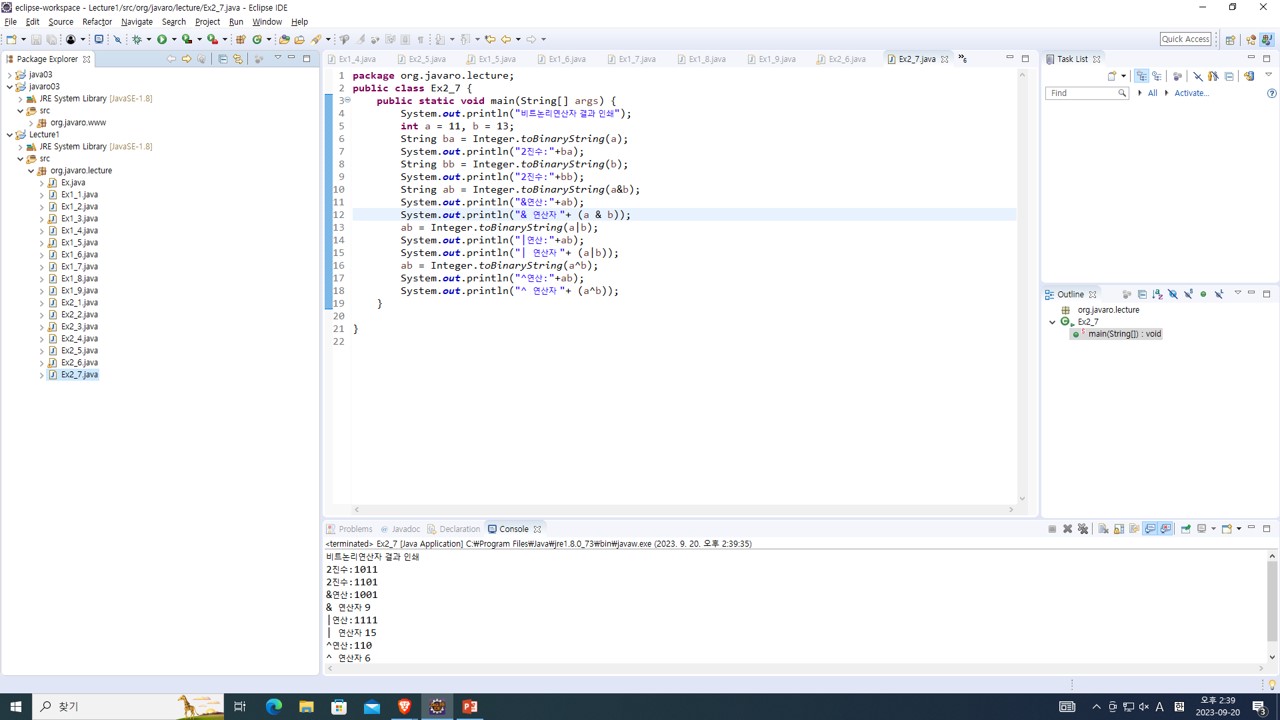 eclipse-workspace - Lecture1/src/org/javaro/lecture/Ex2_7.java - Eclipse IDE
File Edit Source Refactor Navigate Search Project Run Window Help
Quick Access
Package Explorer
java03
javaro03
JRE System Library [JavaSE-1.8]
src
org.javaro.www
Lecture1
JRE System Library [JavaSE-1.8]
src
org.javaro.lecture
Ex.java
Ex1_1.java
Ex1_2.java
Ex1_3.java
Ex1_4.java
Ex1_5.java
Ex1_6.java
Ex1_7.java
Ex1_8.java
Ex1_9.java
Ex2_1.java
Ex2_2.java
Ex2_3.java
Ex2_4.java
Ex2_5.java
Ex2_6.java
Ex2_7.java
Ex1_4.java Ex2_5.java Ex1_5.java Ex1_6.java Ex1_7.java Ex1_8.java Ex1_9.java Ex2_6.java Ex2_7.java »6
1 package org.javaro.lecture;
2 public class Ex2_7 {
3 public static void main(String[] args) {
4 System.out.println("비트논리연산자 결과 인쇄");
5 int a = 11, b = 13;
6 String ba = Integer.toBinaryString(a);
7 System.out.println("2진수:"+ba);
8 String bb = Integer.toBinaryString(b);
9 System.out.println("2진수:"+bb);
10 String ab = Integer.toBinaryString(a&b);
11 System.out.println("&연산:"+ab);
12 System.out.println("& 연산자 "+ (a & b));
13 ab = Integer.toBinaryString(a|b);
14 System.out.println("|연산:"+ab);
15 System.out.println("| 연산자 "+ (a|b));
16 ab = Integer.toBinaryString(a^b);
17 System.out.println("^연산:"+ab);
18 System.out.println("^ 연산자 "+ (a^b));
19 }
20
21 }
22
Task List
Find All Activate...
Outline
org.javaro.lecture
Ex2_7
main(String[]) : void
Problems Javadoc Declaration Console
<terminated> Ex2_7 [Java Application] C:₩Program Files₩Java₩jre1.8.0_73₩bin₩javaw.exe (2023. 9. 20. 오후 2:39:35)
비트논리연산자 결과 인쇄
2진수:1011
2진수:1101
&연산:1001
& 연산자 9
|연산:1111
| 연산자 15
^연산:110
^ 연산자 6
찾기
A 한 오후 2:39
2023-09-20
3